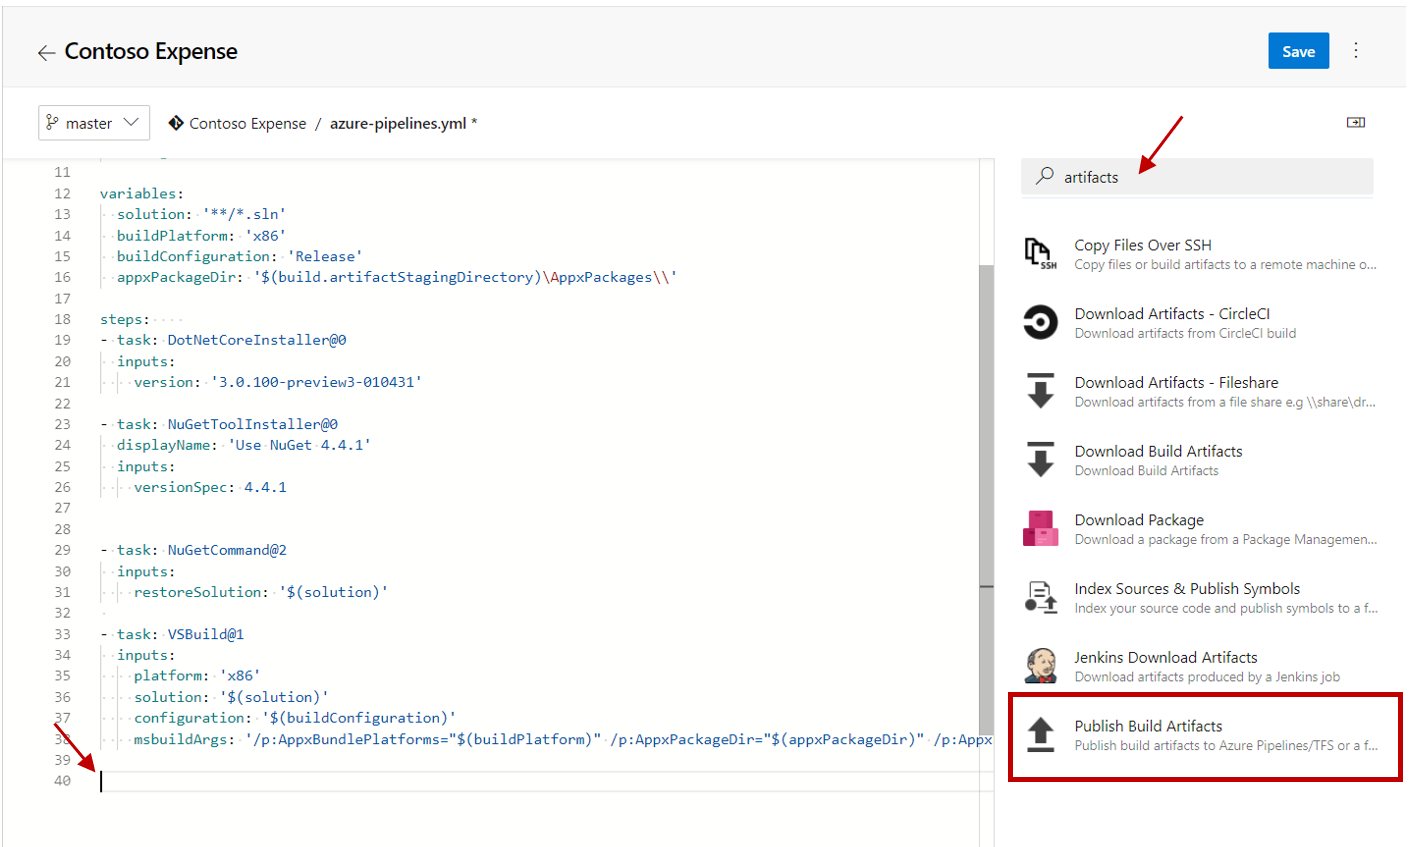 Contoso Expense
Save
master
Contoso Expense / azure-pipelines.yml *
11
12 variables:
13 solution: '**/*.sln'
14 buildPlatform: 'x86'
15 buildConfiguration: 'Release'
16 appxPackageDir: '$(build.artifactStagingDirectory)\AppxPackages\\'
17
18 steps:
19 - task: DotNetCoreInstaller@0
20 inputs:
21 version: '3.0.100-preview3-010431'
22
23 - task: NuGetToolInstaller@0
24 displayName: 'Use NuGet 4.4.1'
25 inputs:
26 versionSpec: 4.4.1
27
28
29 - task: NuGetCommand@2
30 inputs:
31 restoreSolution: '$(solution)'
32
33 - task: VSBuild@1
34 inputs:
35 platform: 'x86'
36 solution: '$(solution)'
37 configuration: '$(buildConfiguration)'
38 msbuildArgs: '/p:AppxBundlePlatforms="$(buildPlatform)" /p:AppxPackageDir="$(appxPackageDir)" /p:Appx
39
40
artifacts
Copy Files Over SSH
SSH
Copy files or build artifacts to a remote machine o...
Download Artifacts - CircleCI
Download artifacts from CircleCI build
Download Artifacts - Fileshare
Download artifacts from a file share e.g \\share\dr...
Download Build Artifacts
Download Build Artifacts
Download Package
Download a package from a Package Managemen...
Index Sources & Publish Symbols
Index your source code and publish symbols to a f...
Jenkins Download Artifacts
Download artifacts produced by a Jenkins job
Publish Build Artifacts
Publish build artifacts to Azure Pipelines/TFS or a f...